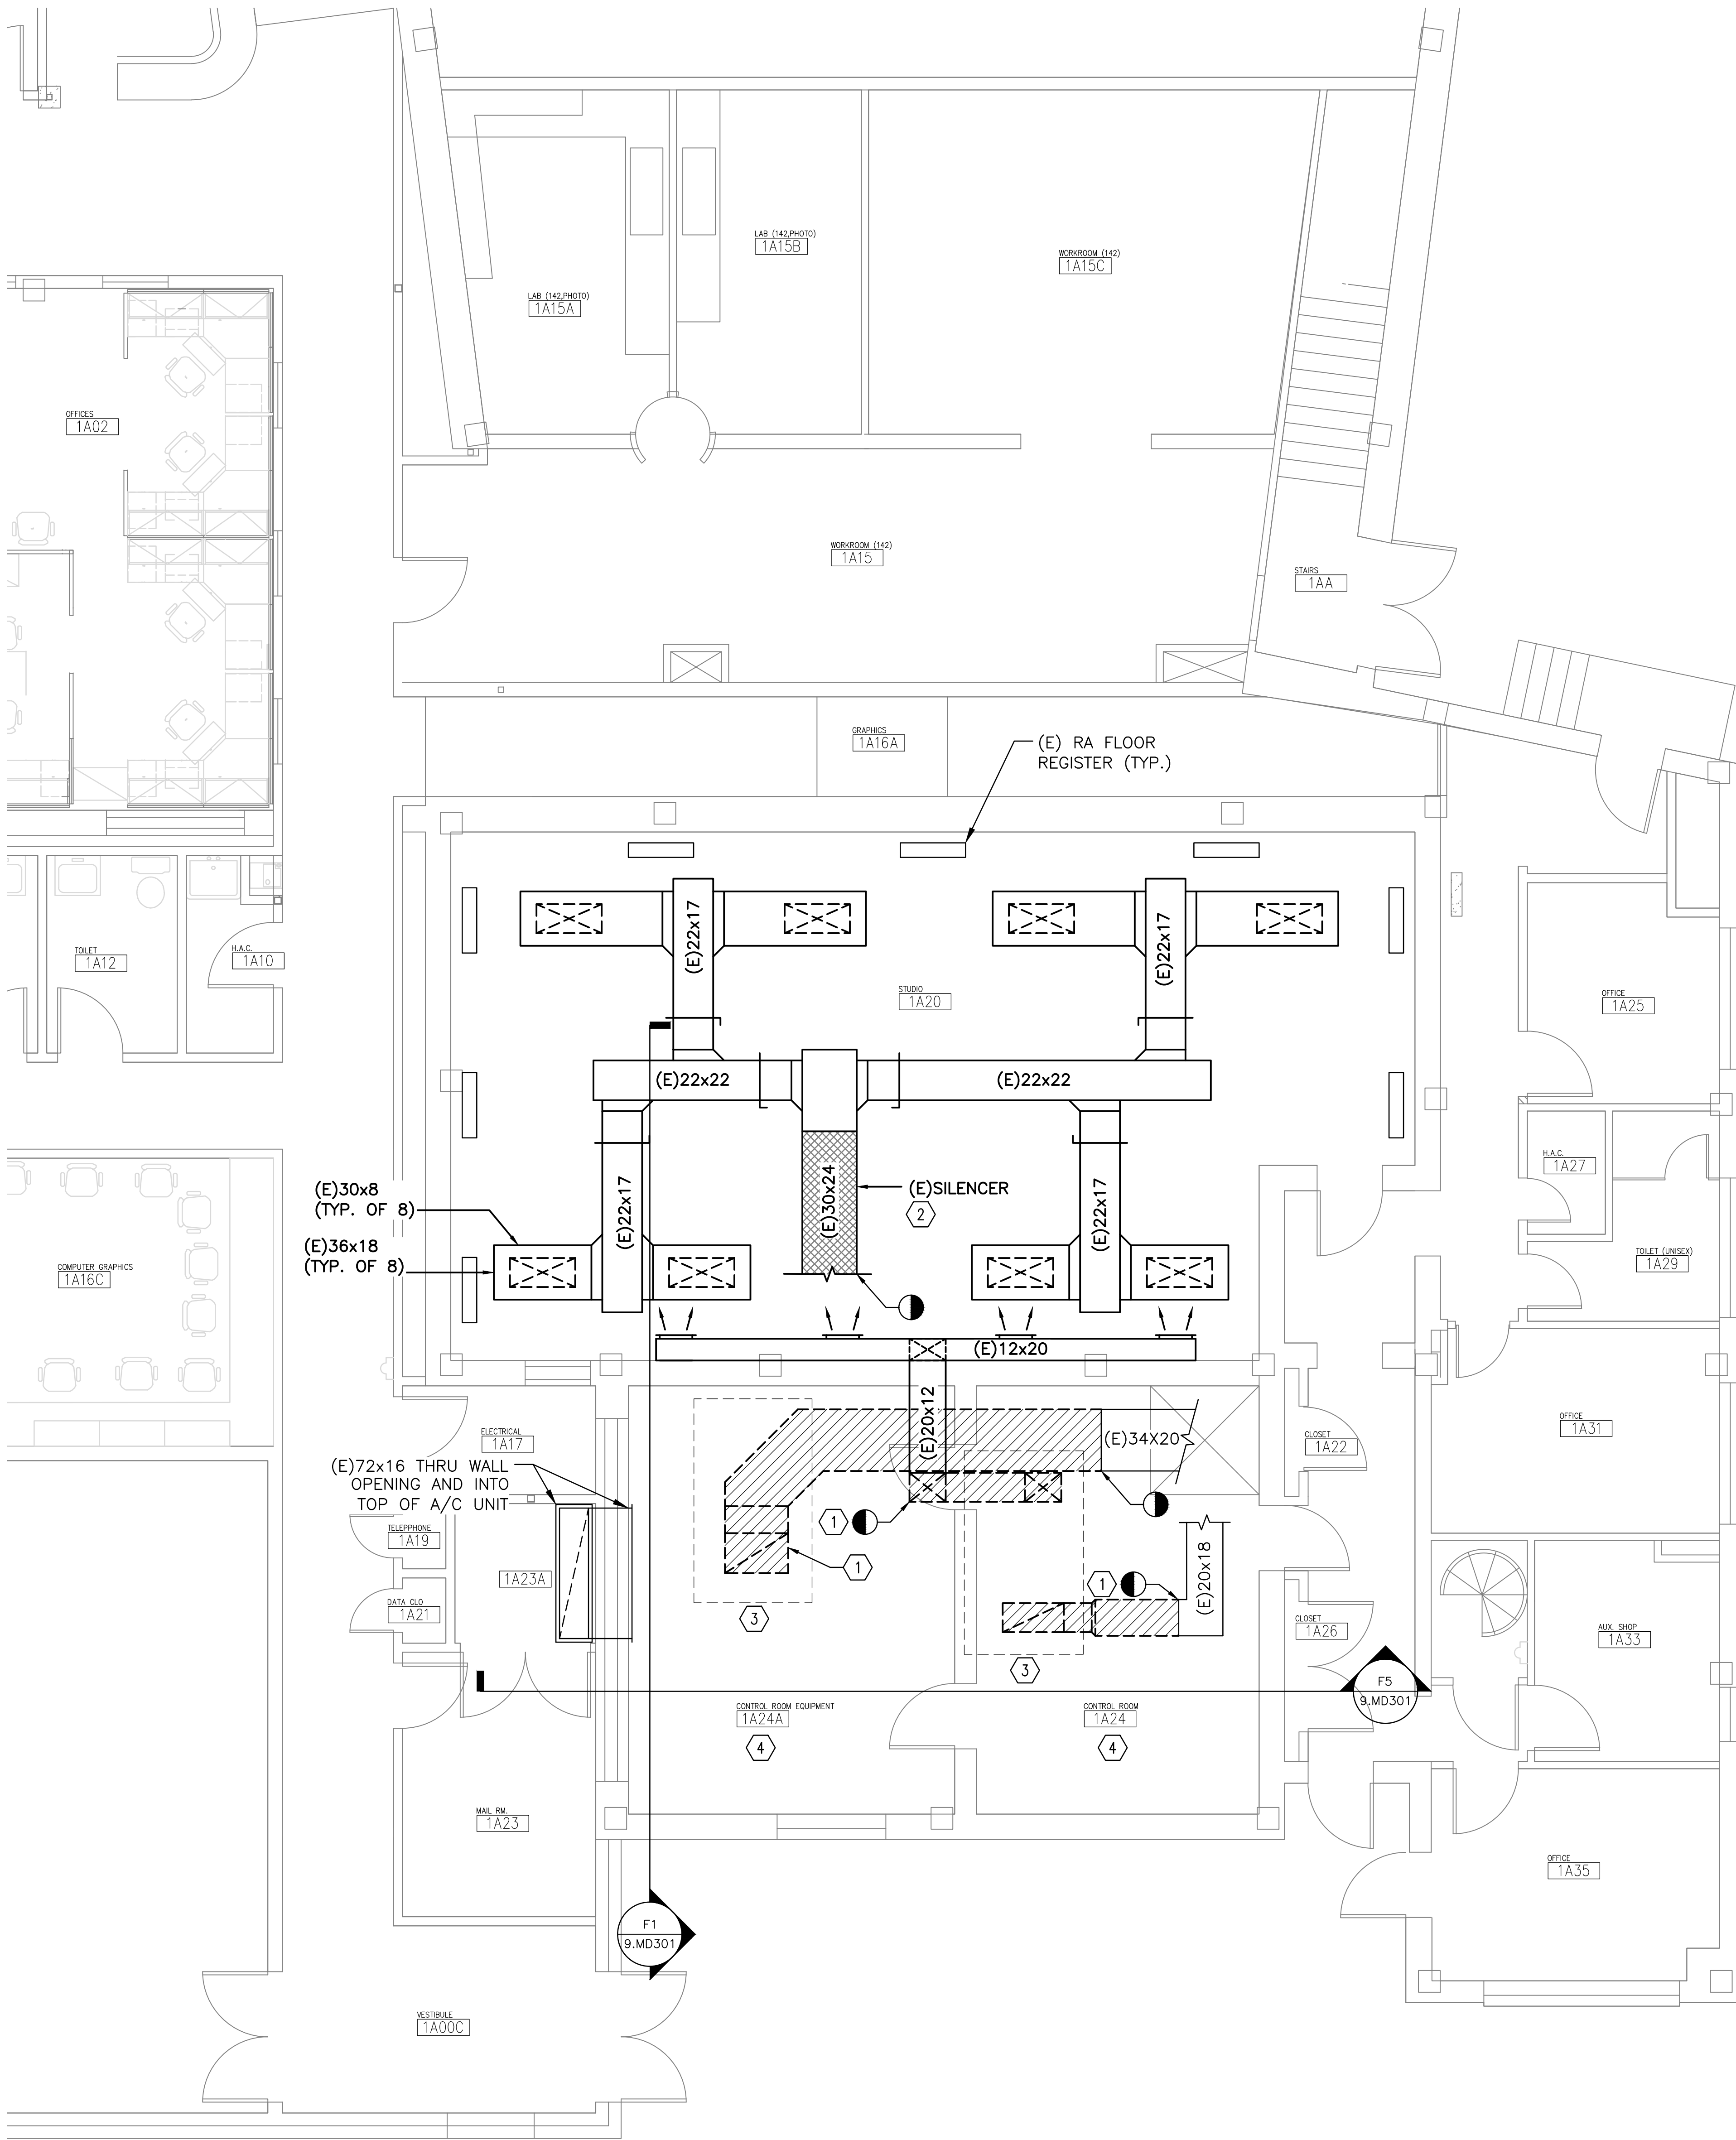 LAB (142,PHOTO)
1A15B
WORKROOM (142)
1A15C
LAB (142,PHOTO)
1A15A
OFFICES
1A02
WORKROOM (142)
1A15
STAIRS
1AA
GRAPHICS
1A16A
(E) RA FLOOR
REGISTER (TYP.)
(E)22x17
(E)22x17
TOILET
1A12
H.A.C.
1A10
STUDIO
1A20
OFFICE
1A25
(E)22x22
(E)22x22
H.A.C.
1A27
(E)30x8
(TYP. OF 8)
(E)22x17
(E)30x24
(E)SILENCER
2
(E)22x17
(E)36x18
(TYP. OF 8)
COMPUTER GRAPHICS
1A16C
TOILET (UNISEX)
1A29
(E)12x20
(E)20x12
ELECTRICAL
1A17
(E)34X20
CLOSET
1A22
OFFICE
1A31
(E)72x16 THRU WALL
OPENING AND INTO
TOP OF A/C UNIT
TELEPPHONE
1A19
1
1
1A23A
(E)20x18
1
DATA CLO
1A21
3
CLOSET
1A26
AUX. SHOP
1A33
3
F5
9.MD301
CONTROL ROOM EQUIPMENT
1A24A
4
CONTROL ROOM
1A24
4
MAIL RM.
1A23
OFFICE
1A35
F1
9.MD301
VESTIBULE
1A00C